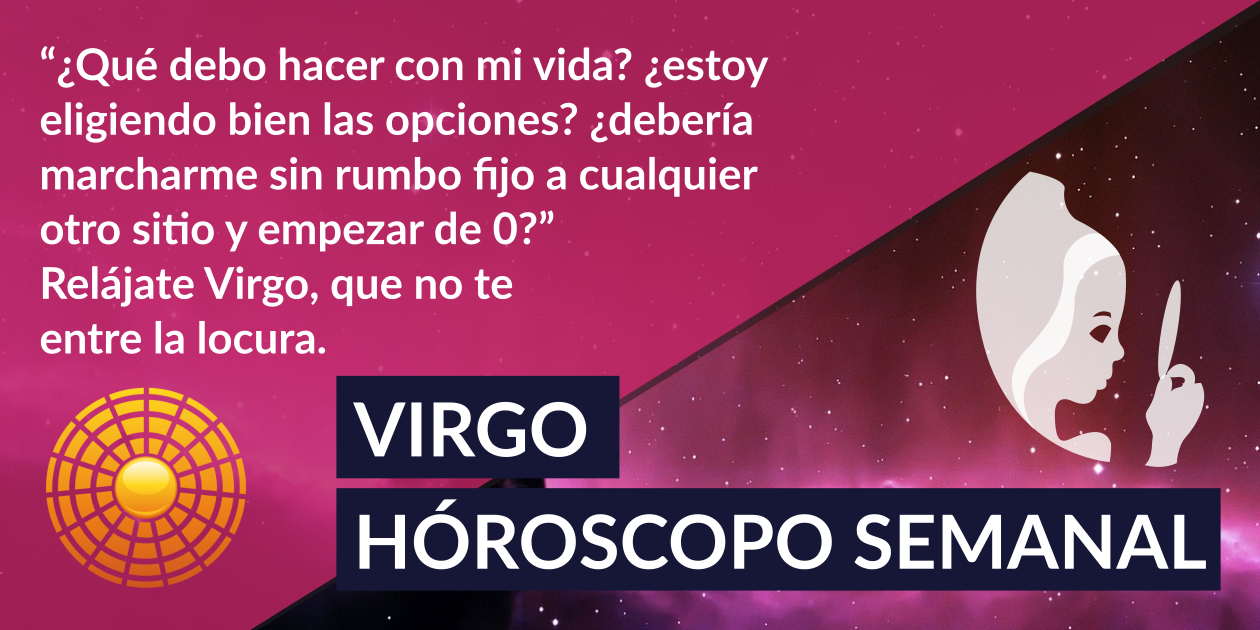 “¿Qué debo hacer con mi vida? ¿estoy
eligiendo bien las opciones? ¿debería
marcharme sin rumbo fijo a cualquier
otro sitio y empezar de 0?”
Relájate Virgo, que no te
entre la locura.
VIRGO
HÓROSCOPO SEMANAL